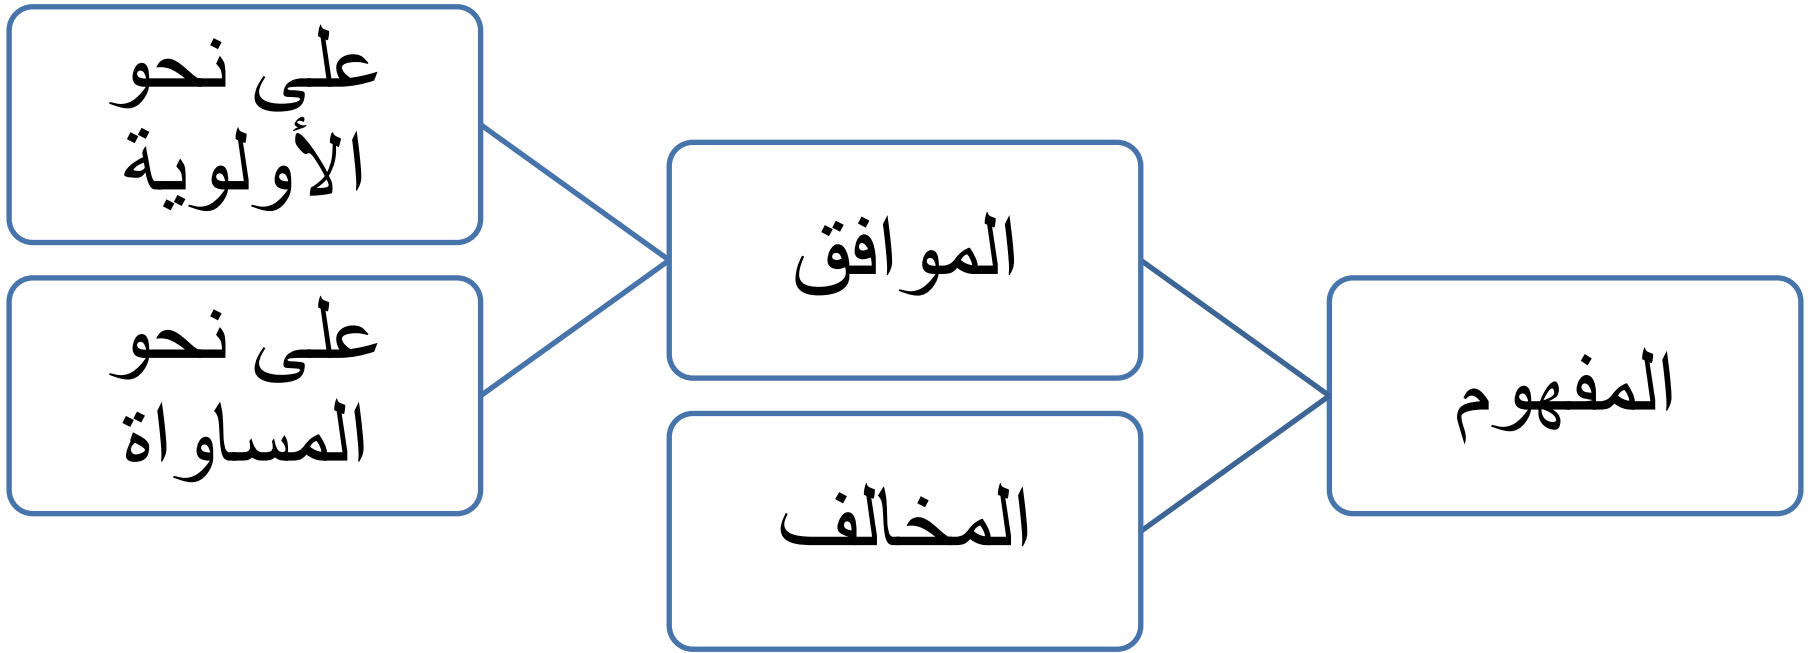 المفهوم
الموافق
على نحو
الأولوية
على نحو
المساواة
المخالف